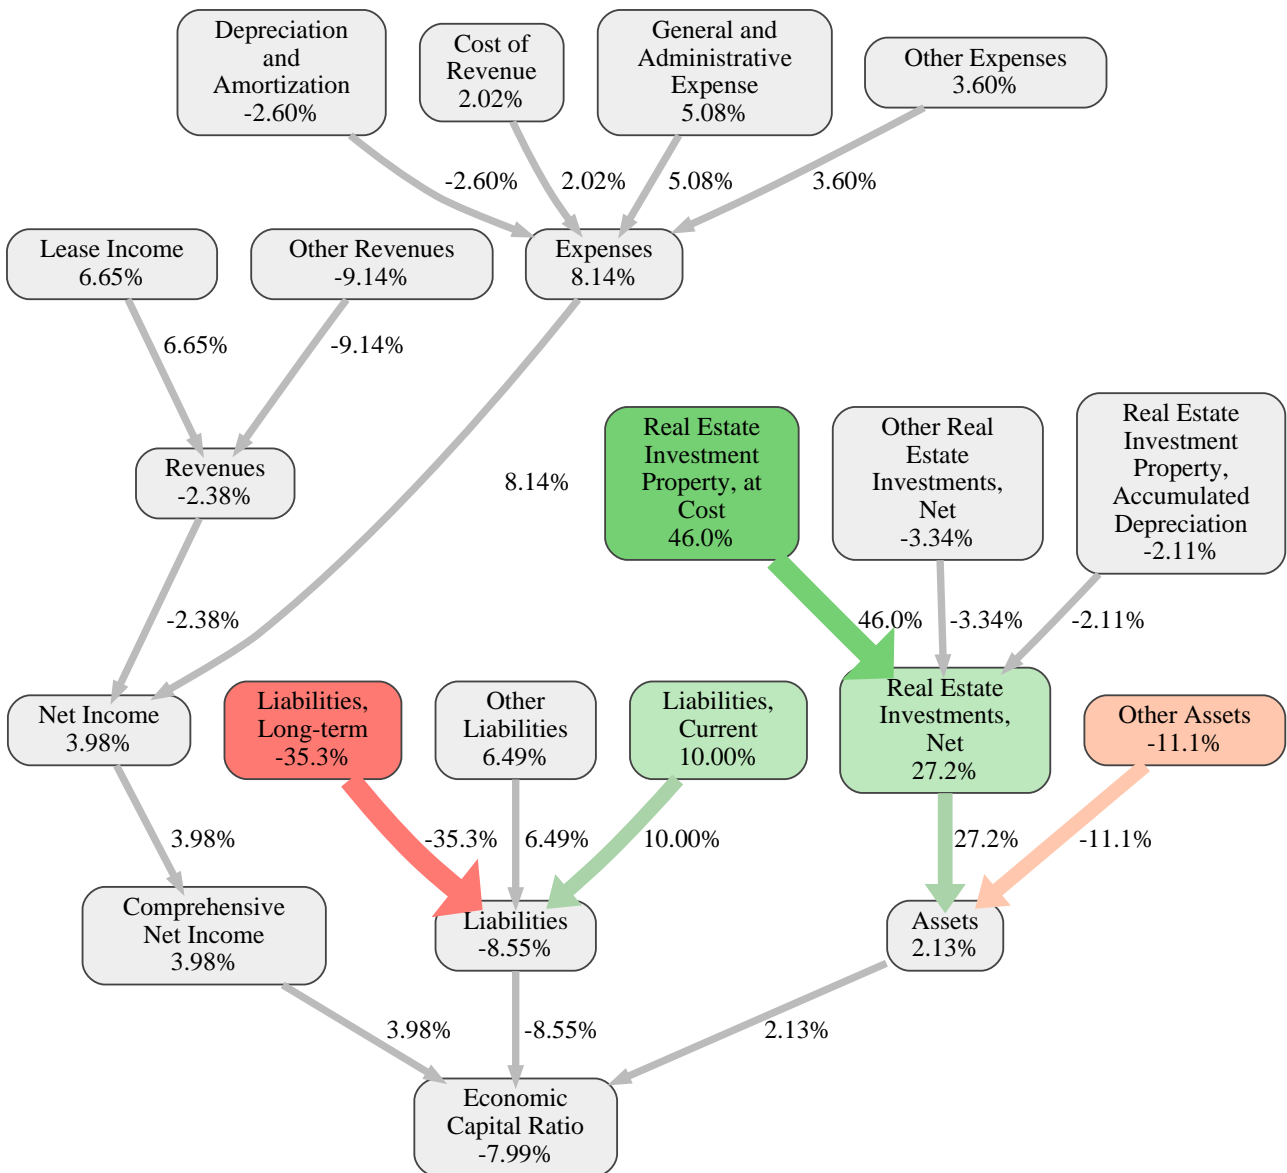 Depreciation
and
Amortization
-2.60%
Cost of
Revenue
2.02%
General and
Administrative
Expense
5.08%
Other Expenses
3.60%
-2.60%
2.02%
5.08%
3.60%
Lease Income
6.65%
Other Revenues
-9.14%
Expenses
8.14%
6.65%
-9.14%
8.14%
Revenues
-2.38%
Real Estate
Investment
Property, at
Cost
46.0%
Other Real
Estate
Investments,
Net
-3.34%
Real Estate
Investment
Property,
Accumulated
Depreciation
-2.11%
-2.38%
46.0%
-3.34%
-2.11%
Net Income
3.98%
Liabilities,
Long-term
-35.3%
Other
Liabilities
6.49%
Liabilities,
Current
10.00%
Real Estate
Investments,
Net
27.2%
Other Assets
-11.1%
3.98%
-35.3%
6.49%
10.00%
27.2%
-11.1%
Comprehensive
Net Income
3.98%
Liabilities
-8.55%
Assets
2.13%
3.98%
-8.55%
2.13%
Economic
Capital Ratio
-7.99%